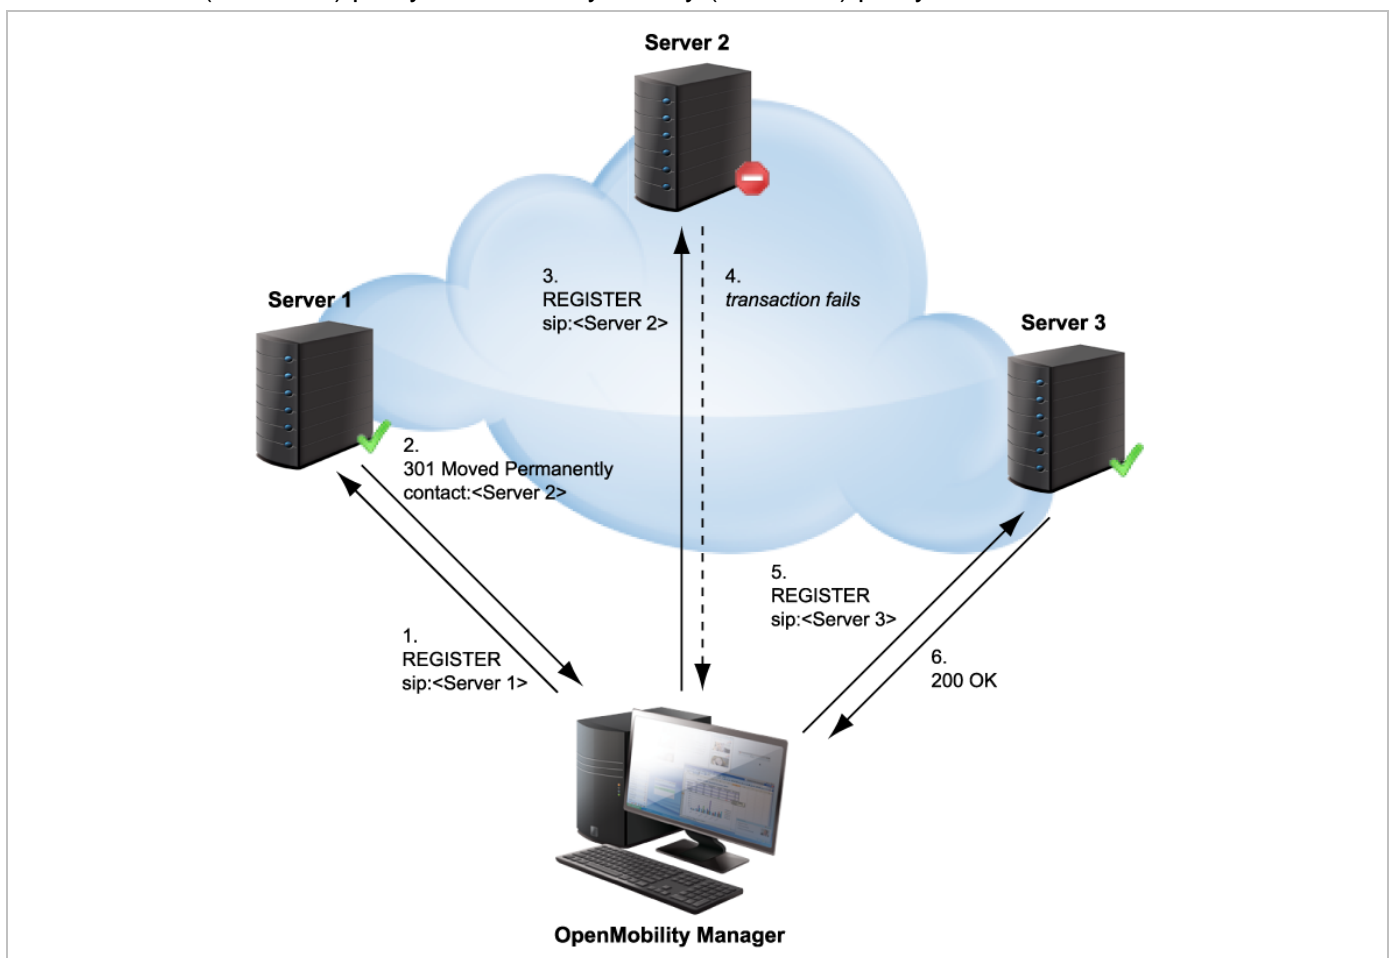 Server 2
3.
REGISTER
sip:<Server 2>
4.
transaction fails
Server 1
Server 3
2.
301 Moved Permanently
contact:<Server 2>
5.
REGISTER
sip:<Server 3>
1.
REGISTER
sip:<Server 1>
6.
200 OK
OpenMobility Manager